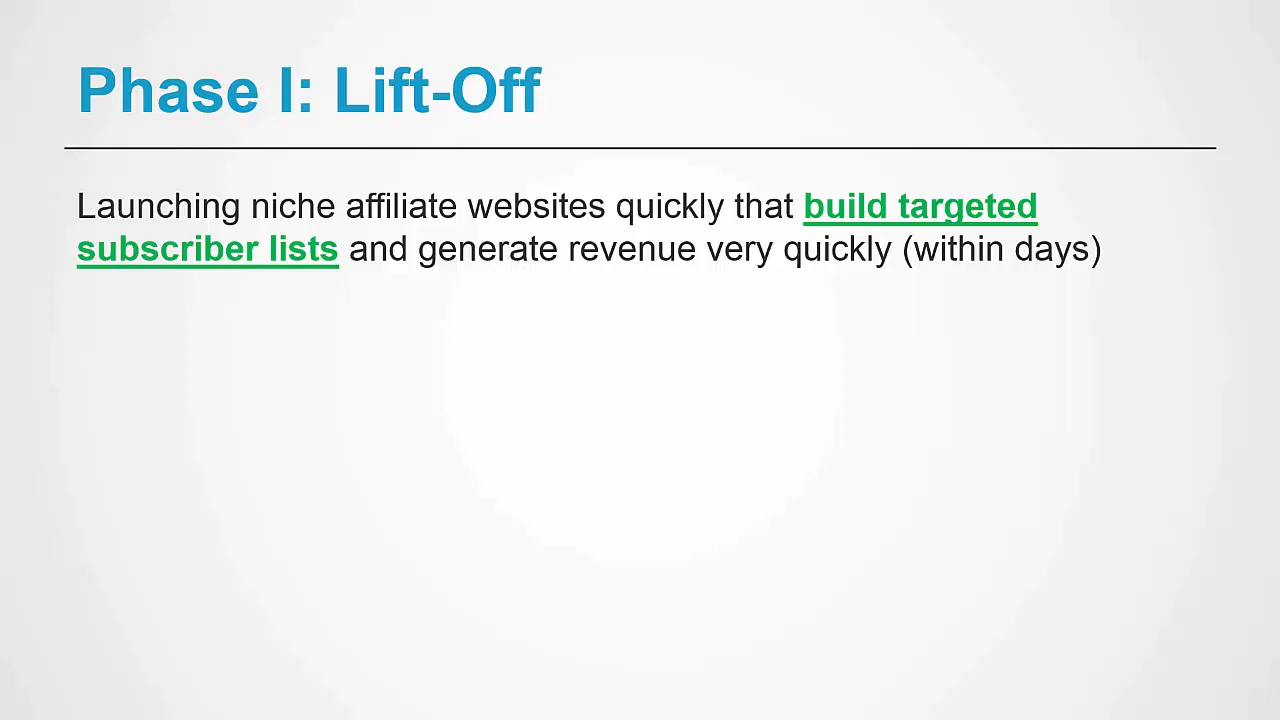 Phase I: Lift-Off
Launching niche affiliate websites quickly that build targeted
subscriber lists and generate revenue very quickly (within days)